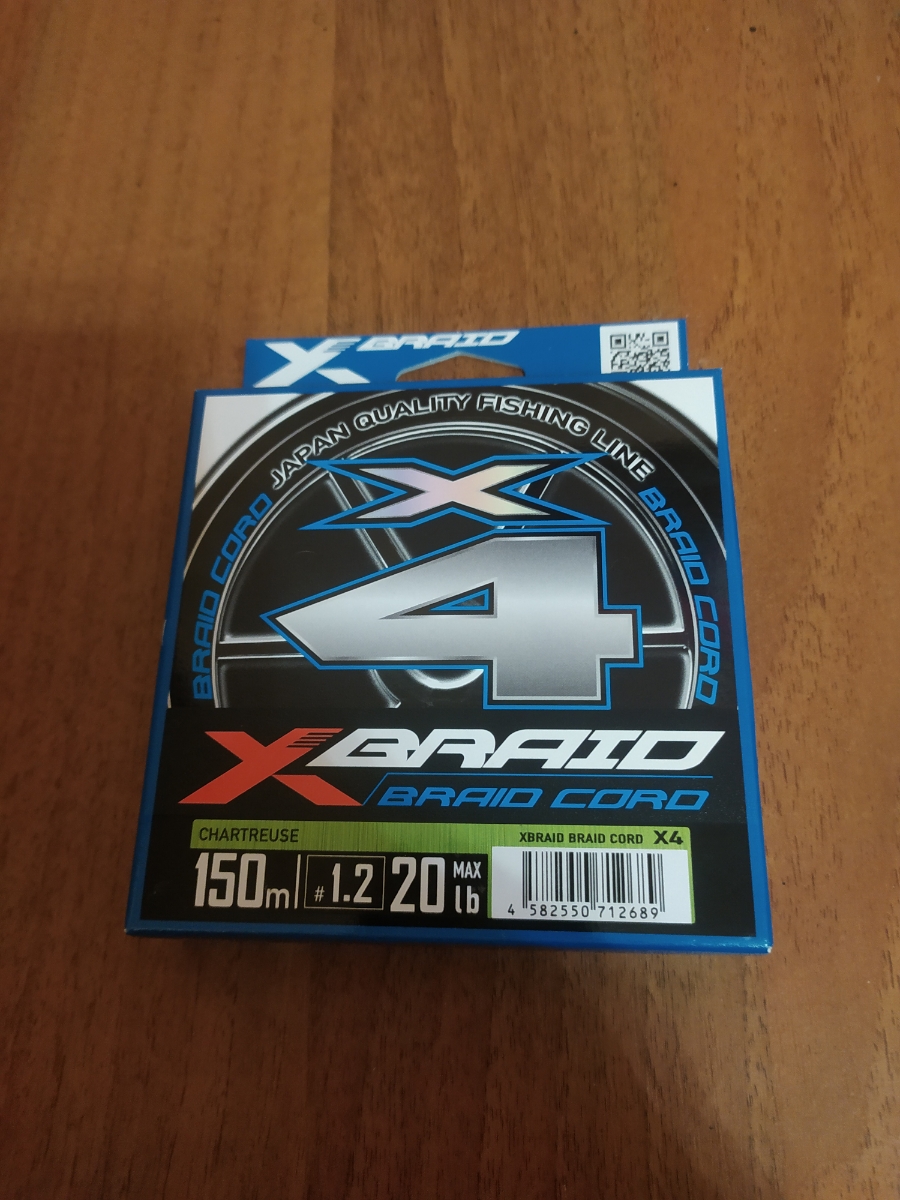 XBRAID
JAPAN QUALITY FISHING LINE
BRAID CORD
BRAID CORD
X
4
XBRAID
BRAID CORD
CHARTREUSE
XBRAID BRAID CORD X4
150m
#1.2
20 MAX lb
4 582550 712689